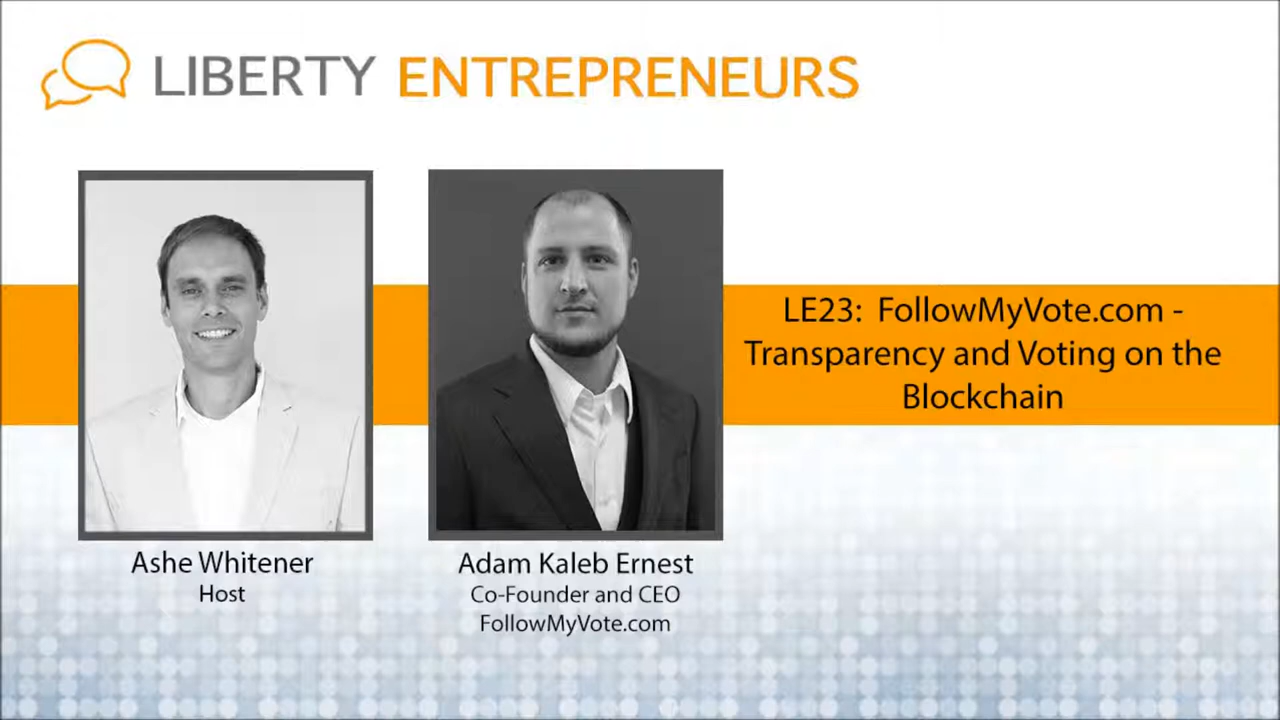 LIBERTY ENTREPRENEURS
LE23: FollowMyVote.com -
Transparency and Voting on the
Blockchain
Ashe Whitener
Host
Adam Kaleb Ernest
Co-Founder and CEO
FollowMyVote.com